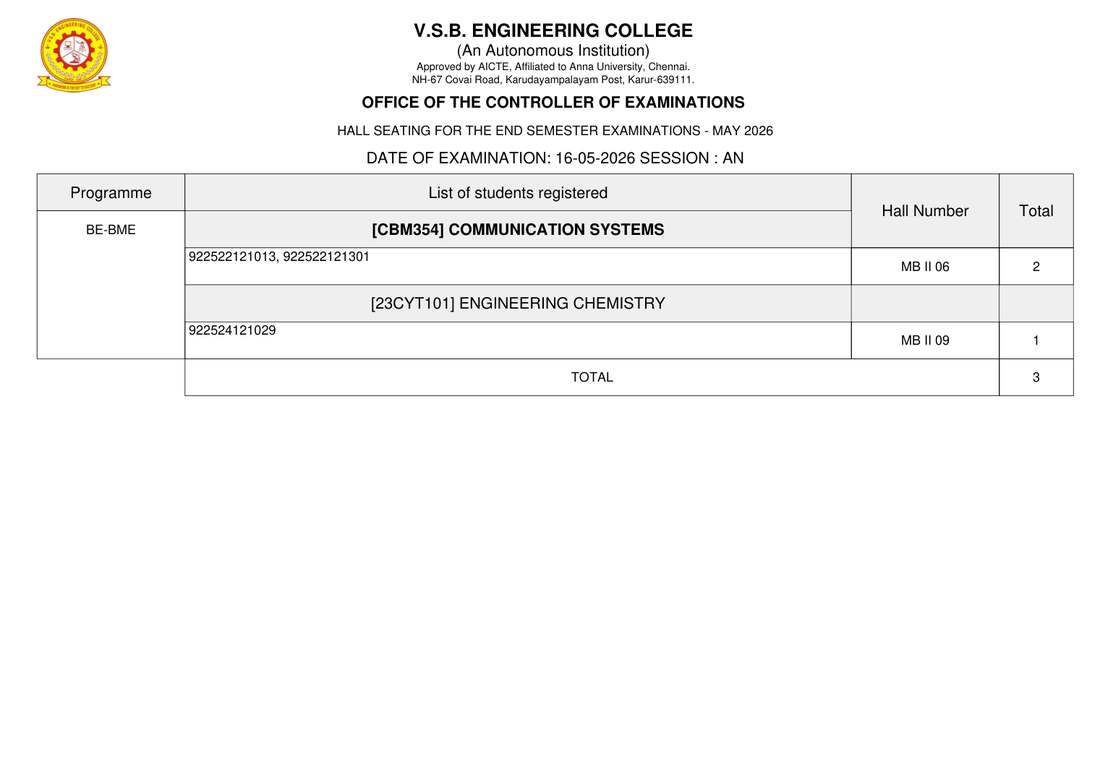 V.S.B. ENGINEERING COLLEGE
(An Autonomous Institution)
Approved by AICTE, Affiliated to Anna University, Chennai.
NH-67 Covai Road, Karudayampalayam Post, Karur-639111.
OFFICE OF THE CONTROLLER OF EXAMINATIONS
HALL SEATING FOR THE END SEMESTER EXAMINATIONS - MAY 2026
DATE OF EXAMINATION: 16-05-2026 SESSION : AN
Programme List of students registered Hall Number Total
BE-BME [CBM354] COMMUNICATION SYSTEMS
922522121013, 922522121301 MB II 06 2
[23CYT101] ENGINEERING CHEMISTRY
922524121029 MB II 09 1
TOTAL 3